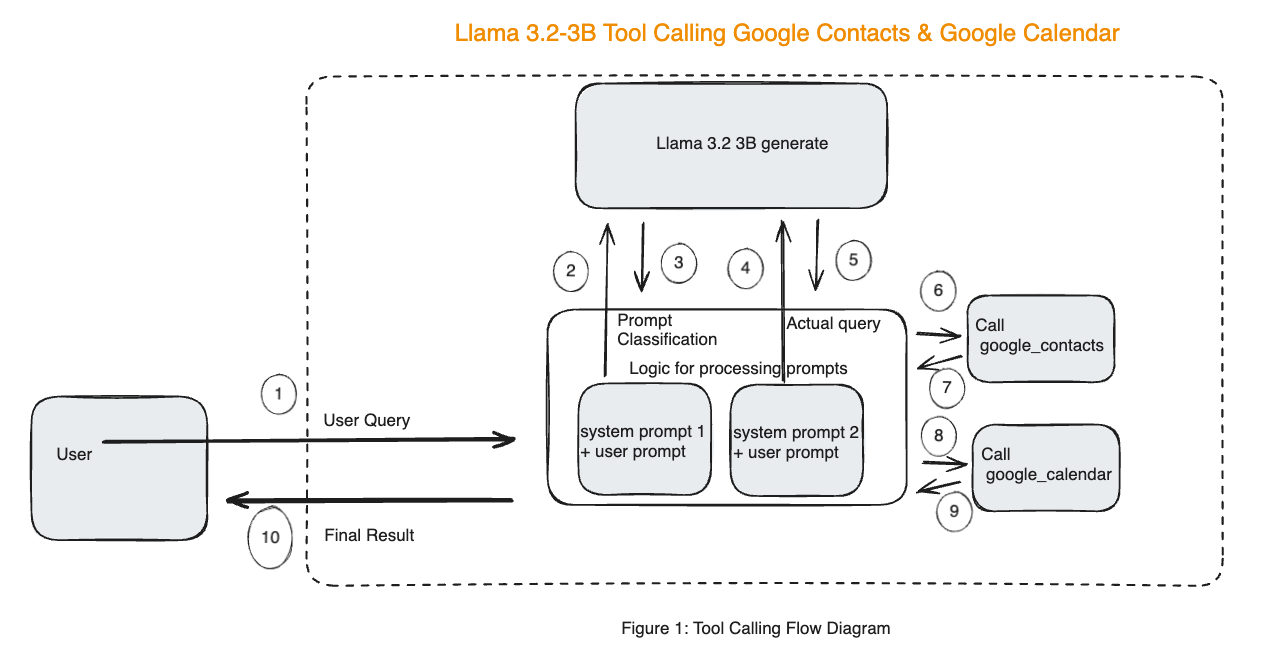 Llama 3.2-3B Tool Calling Google Contacts & Google Calendar
Llama 3.2 3B generate
2
3
4
5
6
Prompt
Classification
Actual query
Call
google_contacts
Logic for processing prompts
7
1
User Query
system prompt 1
+ user prompt
system prompt 2
+ user prompt
8
Call
google_calendar
User
9
10
Final Result
Figure 1: Tool Calling Flow Diagram